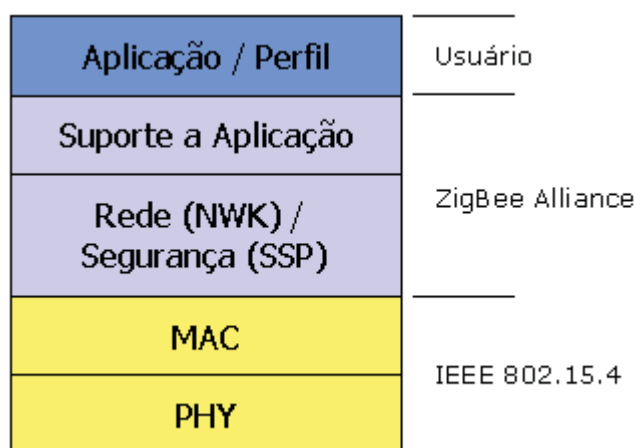 Aplicação / Perfil
Usuário
Suporte a Aplicação
Rede (NWK) /
Segurança (SSP)
ZigBee Alliance
MAC
IEEE 802.15.4
PHY